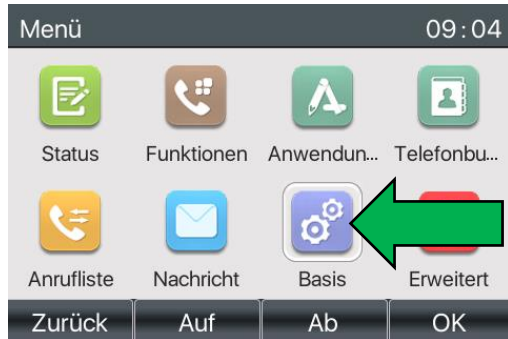 Menü 09:04
Status Funktionen Anwendun... Telefonbu...
Anrufliste Nachricht Basis Erweitert
Zurück Auf Ab OK